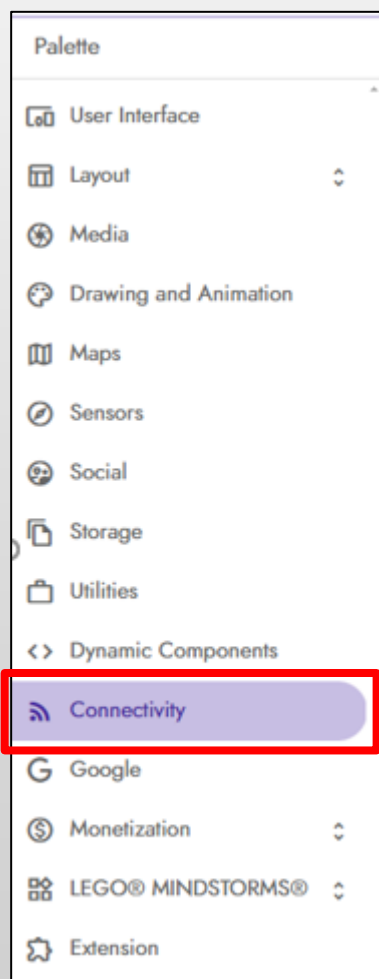 Palette
User Interface
Layout
Media
Drawing and Animation
Maps
Sensors
Social
Storage
Utilities
Dynamic Components
Connectivity
Google
Monetization
LEGO® MINDSTORMS®
Extension